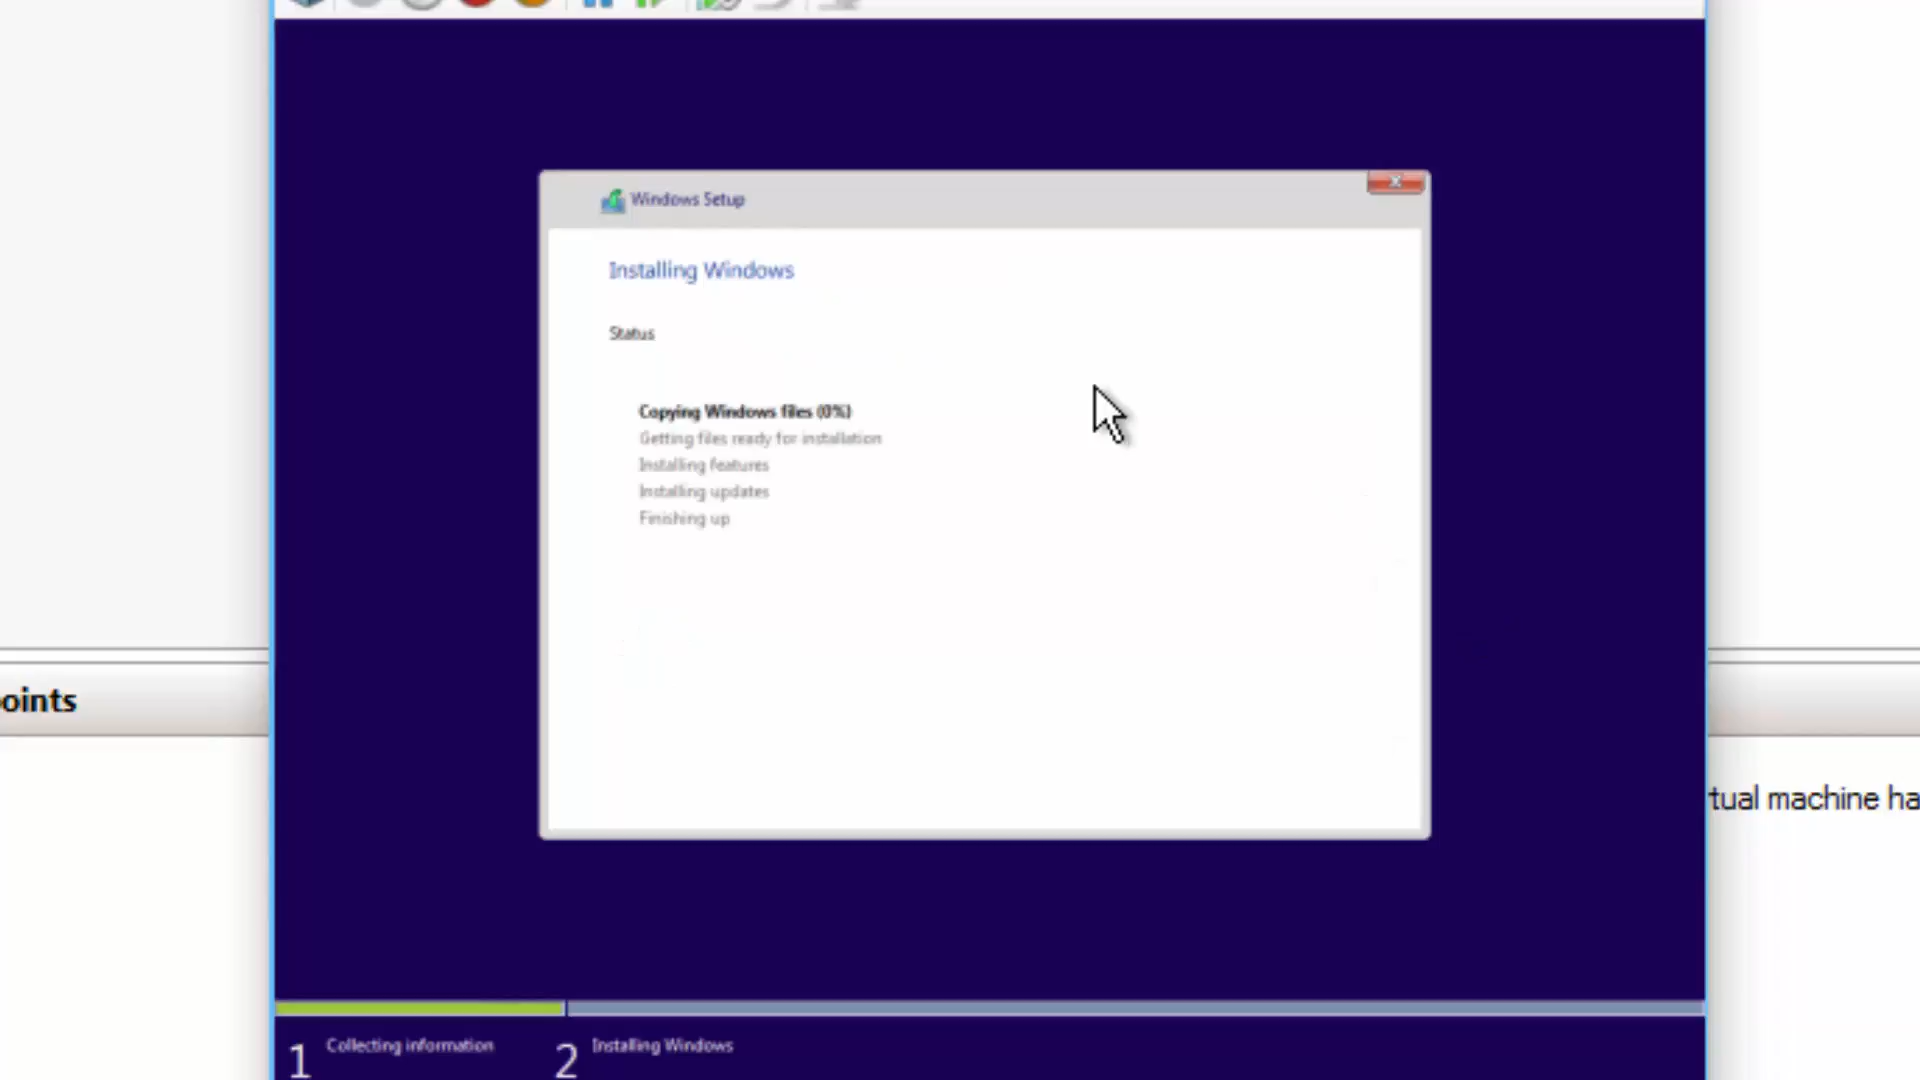 Windows Setup
Installing Windows
Status
Copying Windows files (0%)
Getting files ready for installation
Installing features
Installing updates
Finishing up
oints
tual machine ha
1 Collecting information
2 Installing Windows